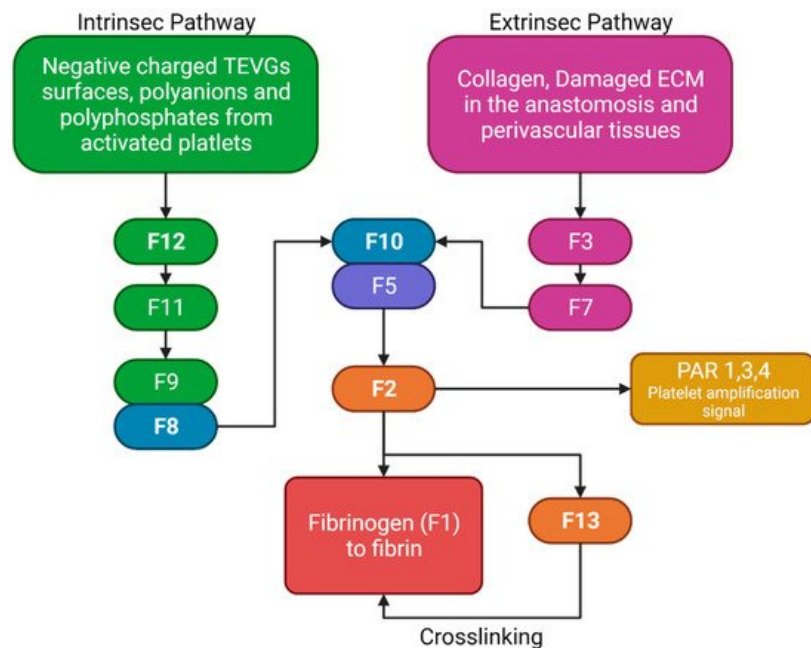 Intrinsec Pathway
Negative charged TEVGs
surfaces, polyanions and
polyphosphates from
activated platlets
Extrinsec Pathway
Collagen, Damaged ECM
in the anastomosis and
perivascular tissues
F12
F11
F9
F8
F10
F5
F3
F7
F2
PAR 1,3,4
Platelet amplification
signal
Fibrinogen (F1)
to fibrin
F13
Crosslinking